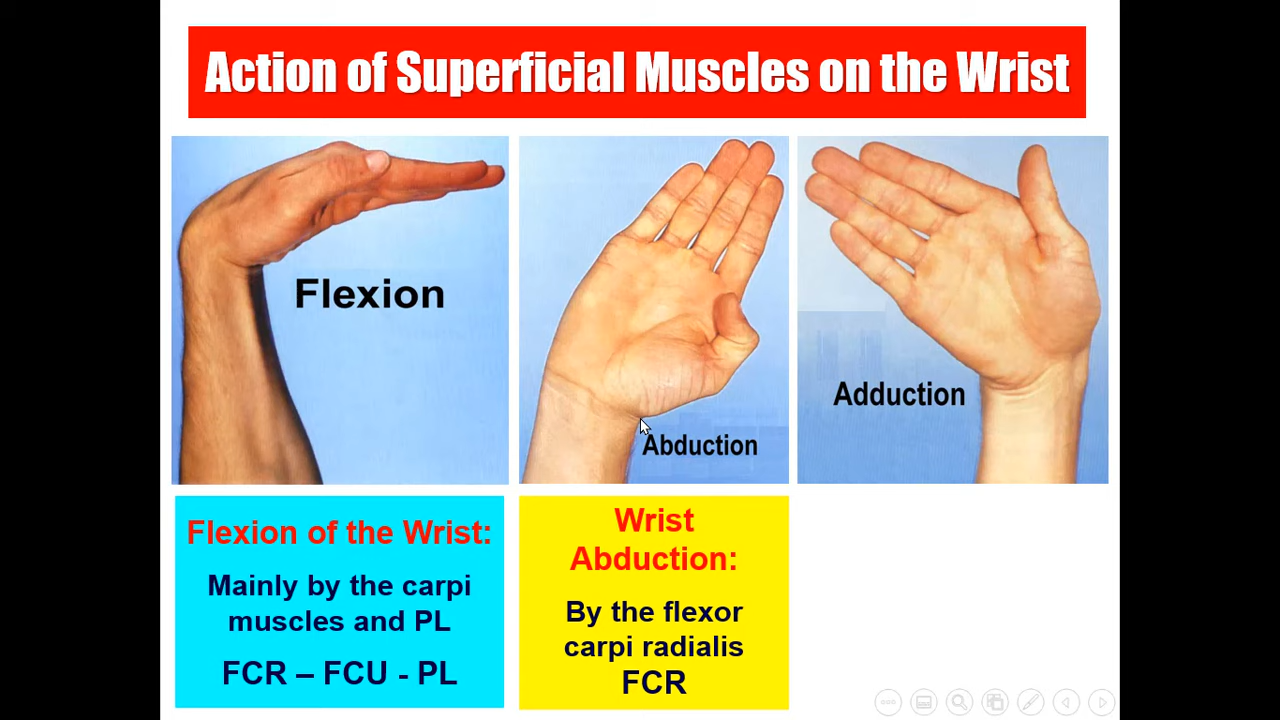 Action of Superficial Muscles on the Wrist
Flexion
Abduction
Adduction
Flexion of the Wrist:
Mainly by the carpi
muscles and PL
FCR – FCU - PL
Wrist
Abduction:
By the flexor
carpi radialis
FCR